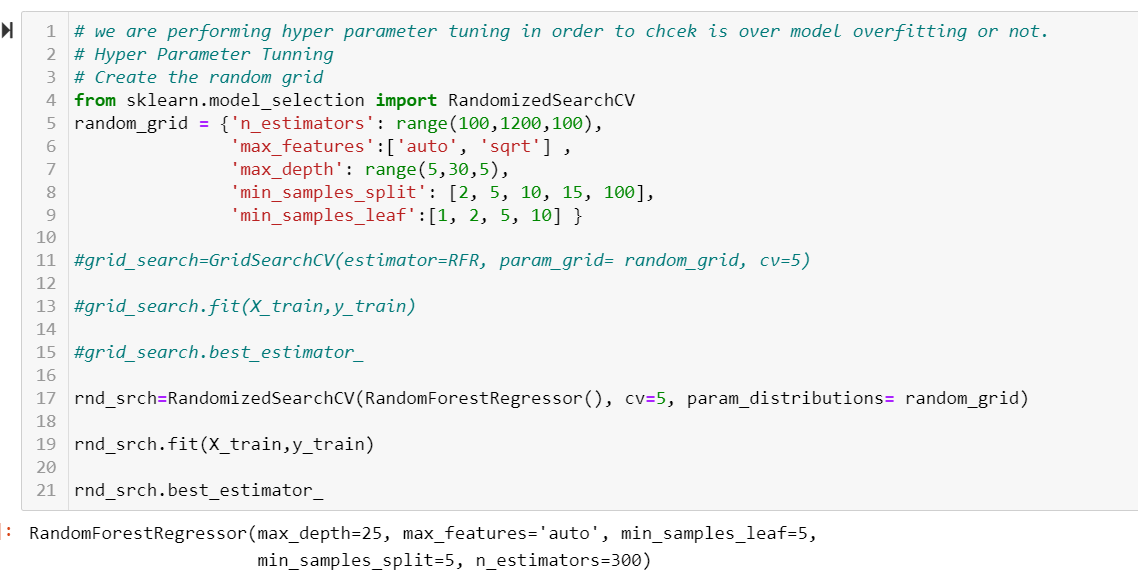 1 # we are performing hyper parameter tuning in order to chcek is over model overfitting or not.
2 # Hyper Parameter Tunning
3 # Create the random grid
4 from sklearn.model_selection import RandomizedSearchCV
5 random_grid = {'n_estimators': range(100,1200,100),
6 'max_features':['auto', 'sqrt'] ,
7 'max_depth': range(5,30,5),
8 'min_samples_split': [2, 5, 10, 15, 100],
9 'min_samples_leaf':[1, 2, 5, 10] }
10
11 #grid_search=GridSearchCV(estimator=RFR, param_grid= random_grid, cv=5)
12
13 #grid_search.fit(X_train,y_train)
14
15 #grid_search.best_estimator_
16
17 rnd_srch=RandomizedSearchCV(RandomForestRegressor(), cv=5, param_distributions= random_grid)
18
19 rnd_srch.fit(X_train,y_train)
20
21 rnd_srch.best_estimator_
]: RandomForestRegressor(max_depth=25, max_features='auto', min_samples_leaf=5,
min_samples_split=5, n_estimators=300)